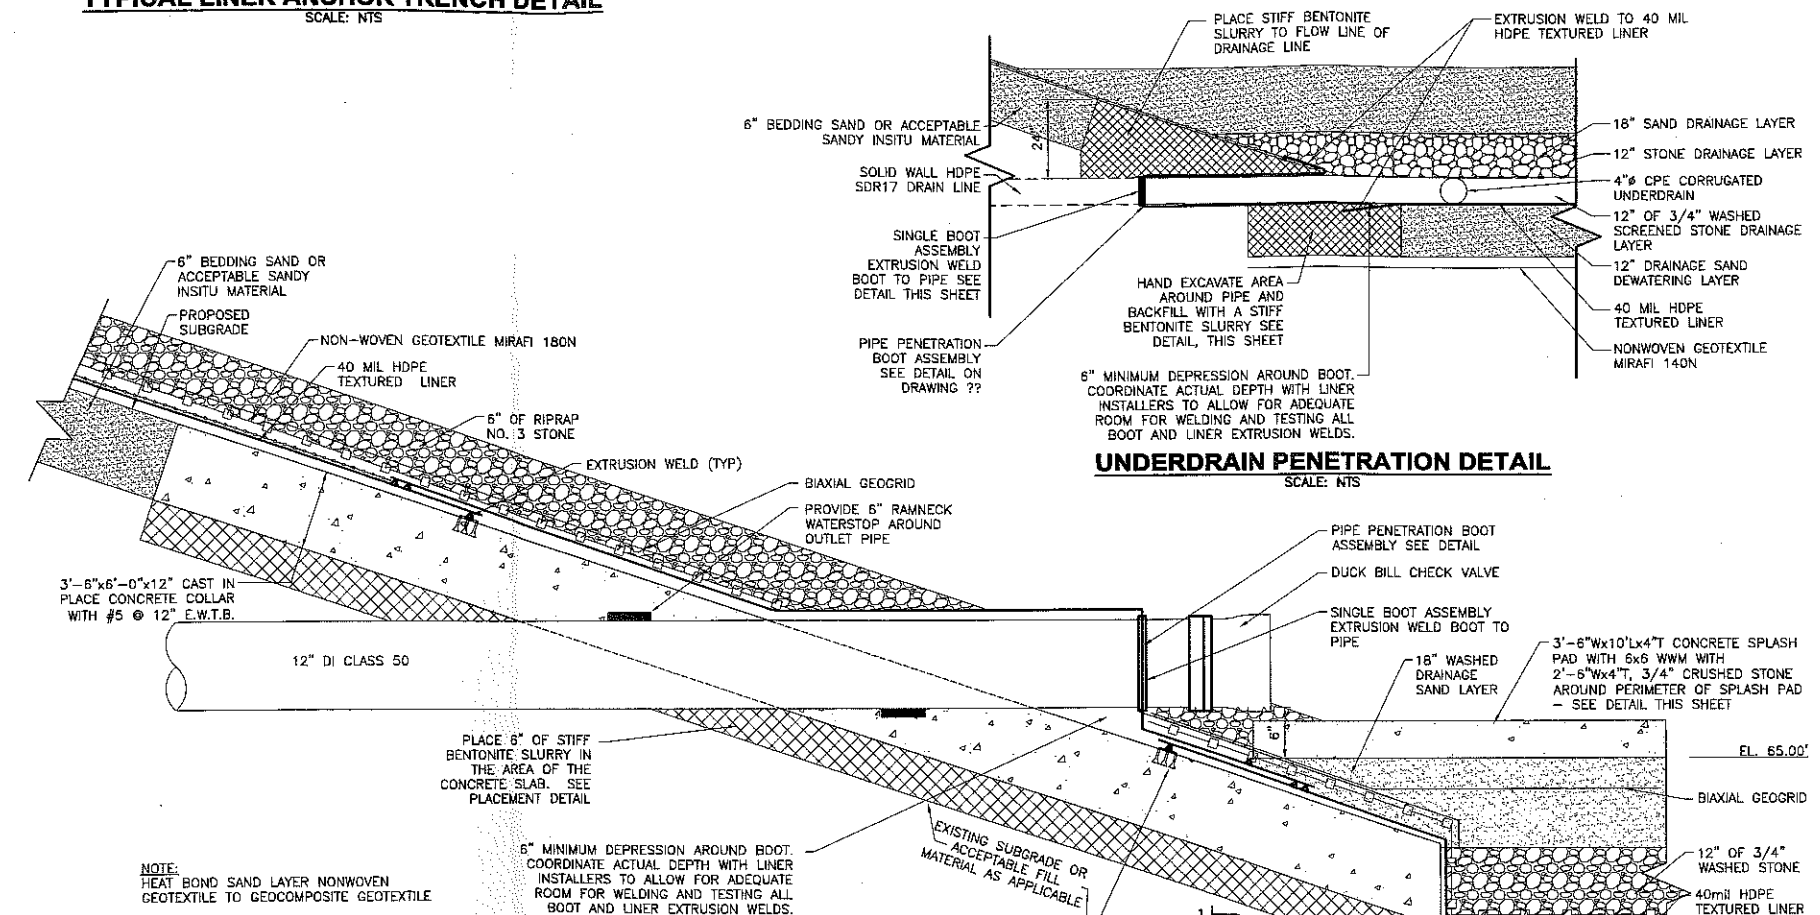 TYPICAL LINER ANCHOR TRENCH DETAIL
SCALE: NTS
PLACE STIFF BENTONITE
SLURRY TO FLOW LINE OF
DRAINAGE LINE
EXTRUSION WELD TO 40 MIL
HDPE TEXTURED LINER
6" BEDDING SAND OR ACCEPTABLE
SANDY INSITU MATERIAL
24"
SOLID WALL HDPE
SDR17 DRAIN LINE
SINGLE BOOT
ASSEMBLY
EXTRUSION WELD
BOOT TO PIPE SEE
DETAIL THIS SHEET
PIPE PENETRATION
BOOT ASSEMBLY
SEE DETAIL ON
DRAWING ??
HAND EXCAVATE AREA
AROUND PIPE AND
BACKFILL WITH A STIFF
BENTONITE SLURRY SEE
DETAIL, THIS SHEET
6" MINIMUM DEPRESSION AROUND BOOT.
COORDINATE ACTUAL DEPTH WITH LINER
INSTALLERS TO ALLOW FOR ADEQUATE
ROOM FOR WELDING AND TESTING ALL
BOOT AND LINER EXTRUSION WELDS.
18" SAND DRAINAGE LAYER
12" STONE DRAINAGE LAYER
4"ø CPE CORRUGATED
UNDERDRAIN
12" OF 3/4" WASHED
SCREENED STONE DRAINAGE
LAYER
12" DRAINAGE SAND
DEWATERING LAYER
40 MIL HDPE
TEXTURED LINER
NONWOVEN GEOTEXTILE
MIRAFI 140N
UNDERDRAIN PENETRATION DETAIL
SCALE: NTS
6" BEDDING SAND OR
ACCEPTABLE SANDY
INSITU MATERIAL
PROPOSED
SUBGRADE
NON-WOVEN GEOTEXTILE MIRAFI 180N
40 MIL HDPE
TEXTURED LINER
6" OF RIPRAP
NO. 3 STONE
EXTRUSION WELD (TYP)
BIAXIAL GEOGRID
PROVIDE 6" RAMNECK
WATERSTOP AROUND
OUTLET PIPE
3'-6"x6'-0"x12" CAST IN
PLACE CONCRETE COLLAR
WITH #5 @ 12" E.W.T.B.
12" DI CLASS 50
PIPE PENETRATION BOOT
ASSEMBLY SEE DETAIL
DUCK BILL CHECK VALVE
SINGLE BOOT ASSEMBLY
EXTRUSION WELD BOOT TO
PIPE
18" WASHED
DRAINAGE
SAND LAYER
3'-6"Wx10'Lx4"T CONCRETE SPLASH
PAD WITH 6x6 WWM WITH
2'-6"Wx4"T, 3/4" CRUSHED STONE
AROUND PERIMETER OF SPLASH PAD
- SEE DETAIL THIS SHEET
6"
EL. 65.00'
BIAXIAL GEOGRID
PLACE 6" OF STIFF
BENTONITE SLURRY IN
THE AREA OF THE
CONCRETE SLAB. SEE
PLACEMENT DETAIL
6" MINIMUM DEPRESSION AROUND BOOT.
COORDINATE ACTUAL DEPTH WITH LINER
INSTALLERS TO ALLOW FOR ADEQUATE
ROOM FOR WELDING AND TESTING ALL
BOOT AND LINER EXTRUSION WELDS.
EXISTING SUBGRADE OR
ACCEPTABLE FILL
MATERIAL AS APPLICABLE
1
12" OF 3/4"
WASHED STONE
40mil HDPE
TEXTURED LINER
NOTE:
HEAT BOND SAND LAYER NONWOVEN
GEOTEXTILE TO GEOCOMPOSITE GEOTEXTILE